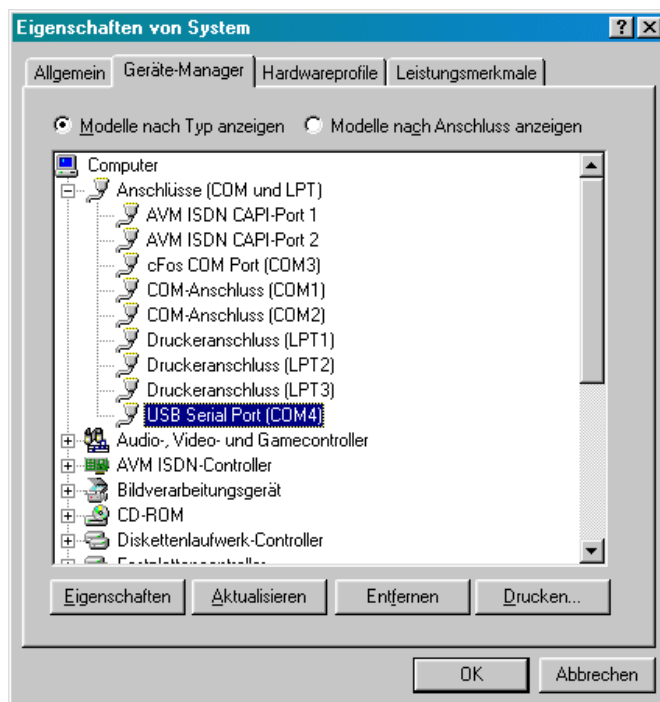 Eigenschaften von System
Allgemein Geräte-Manager Hardwareprofile Leistungsmerkmale
Modelle nach Typ anzeigen Modelle nach Anschluss anzeigen
Computer
Anschlüsse (COM und LPT)
AVM ISDN CAPI-Port 1
AVM ISDN CAPI-Port 2
cFos COM Port (COM3)
COM-Anschluss (COM1)
COM-Anschluss (COM2)
Druckeranschluss (LPT1)
Druckeranschluss (LPT2)
Druckeranschluss (LPT3)
USB Serial Port (COM4)
Audio-, Video- und Gamecontroller
AVM ISDN-Controller
Bildverarbeitungsgerät
CD-ROM
Diskettenlaufwerk-Controller
Eigenschaften Aktualisieren Entfernen Drucken...
OK Abbrechen